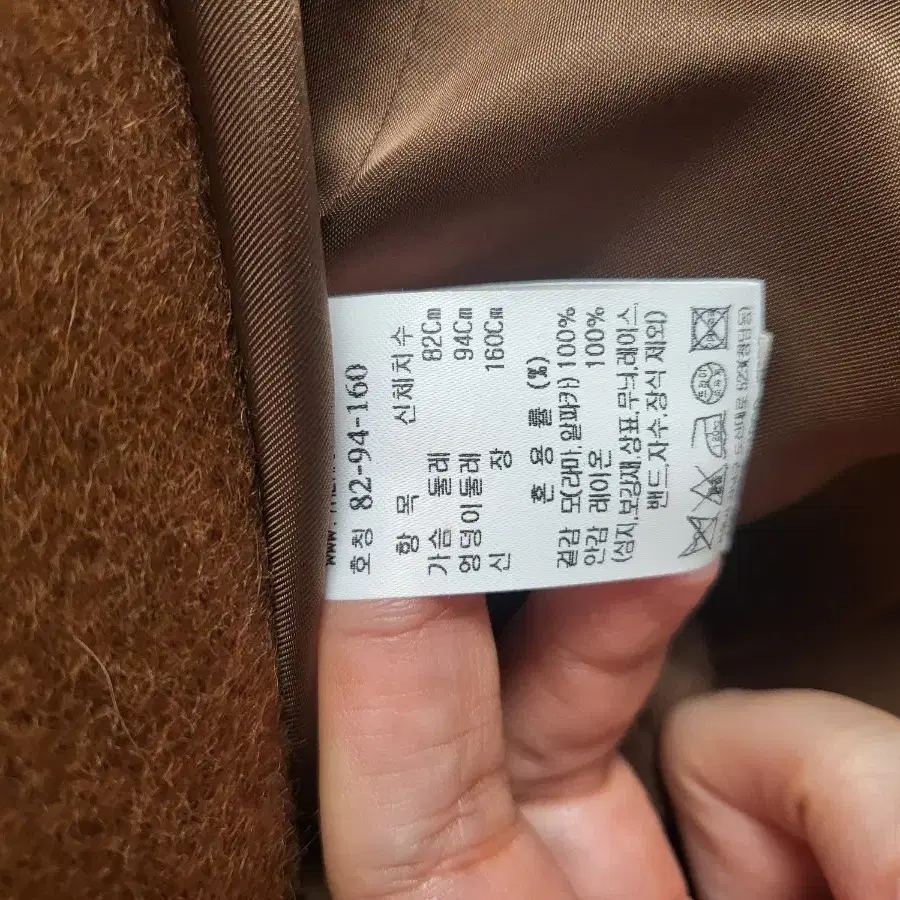 호칭 82-94-160
항 목 신체치수
가슴 둘레 82Cm
엉덩이둘레 94Cm
신 장 160Cm
혼 용 률 (%)
겉감 모(라마,알파카) 100%
안감 레이온 100%
(심지,보강재,상표,무늬,레이스,
밴드,자수,장식 제외)